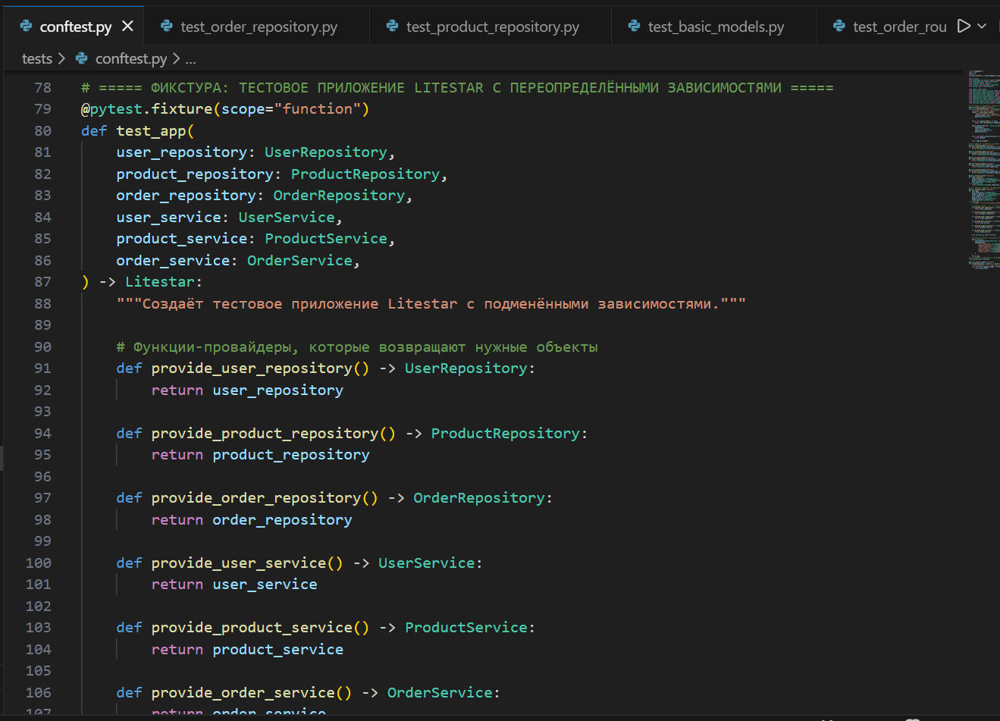 conftest.py
test_order_repository.py
test_product_repository.py
test_basic_models.py
test_order_rou
tests > conftest.py > ...
78 # ===== ФИКСТУРА: ТЕСТОВОЕ ПРИЛОЖЕНИЕ LITESTAR С ПЕРЕОПРЕДЕЛЁННЫМИ ЗАВИСИМОСТЯМИ =====
79 @pytest.fixture(scope="function")
80 def test_app(
81     user_repository: UserRepository,
82     product_repository: ProductRepository,
83     order_repository: OrderRepository,
84     user_service: UserService,
85     product_service: ProductService,
86     order_service: OrderService,
87 ) -> Litestar:
88     """Создаёт тестовое приложение Litestar с подменёнными зависимостями."""
89
90     # Функции-провайдеры, которые возвращают нужные объекты
91     def provide_user_repository() -> UserRepository:
92         return user_repository
93
94     def provide_product_repository() -> ProductRepository:
95         return product_repository
96
97     def provide_order_repository() -> OrderRepository:
98         return order_repository
99
100     def provide_user_service() -> UserService:
101         return user_service
102
103     def provide_product_service() -> ProductService:
104         return product_service
105
106     def provide_order_service() -> OrderService:
107         return order_service